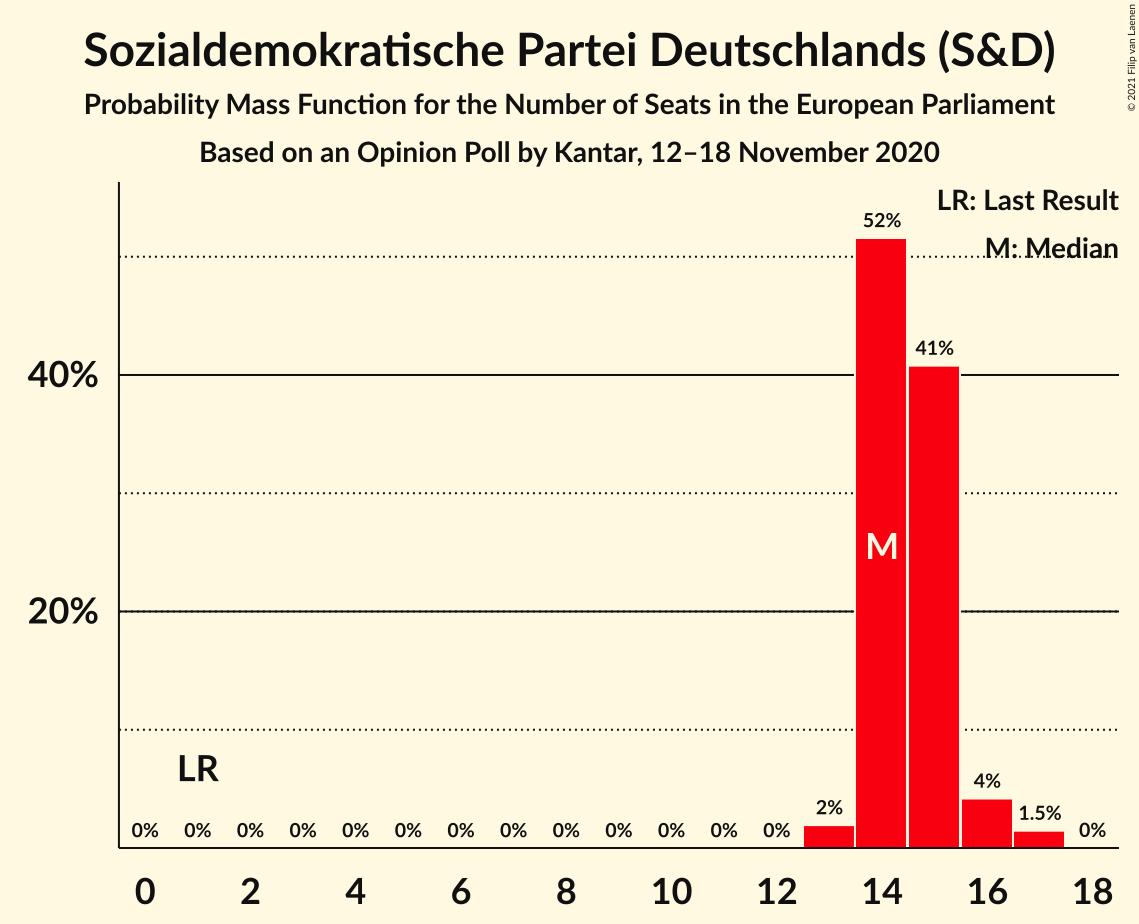 Sozialdemokratische Partei Deutschlands (S&D)
Probability Mass Function for the Number of Seats in the European Parliament
Based on an Opinion Poll by Kantar, 12–18 November 2020
© 2021 Filip van Laenen
LR: Last Result
M: Median
52%
41%
40%
M
20%
LR
4%
2%
1.5%
0% 0% 0% 0% 0% 0% 0% 0% 0% 0% 0% 0% 0% 0%
0 2 4 6 8 10 12 14 16 18